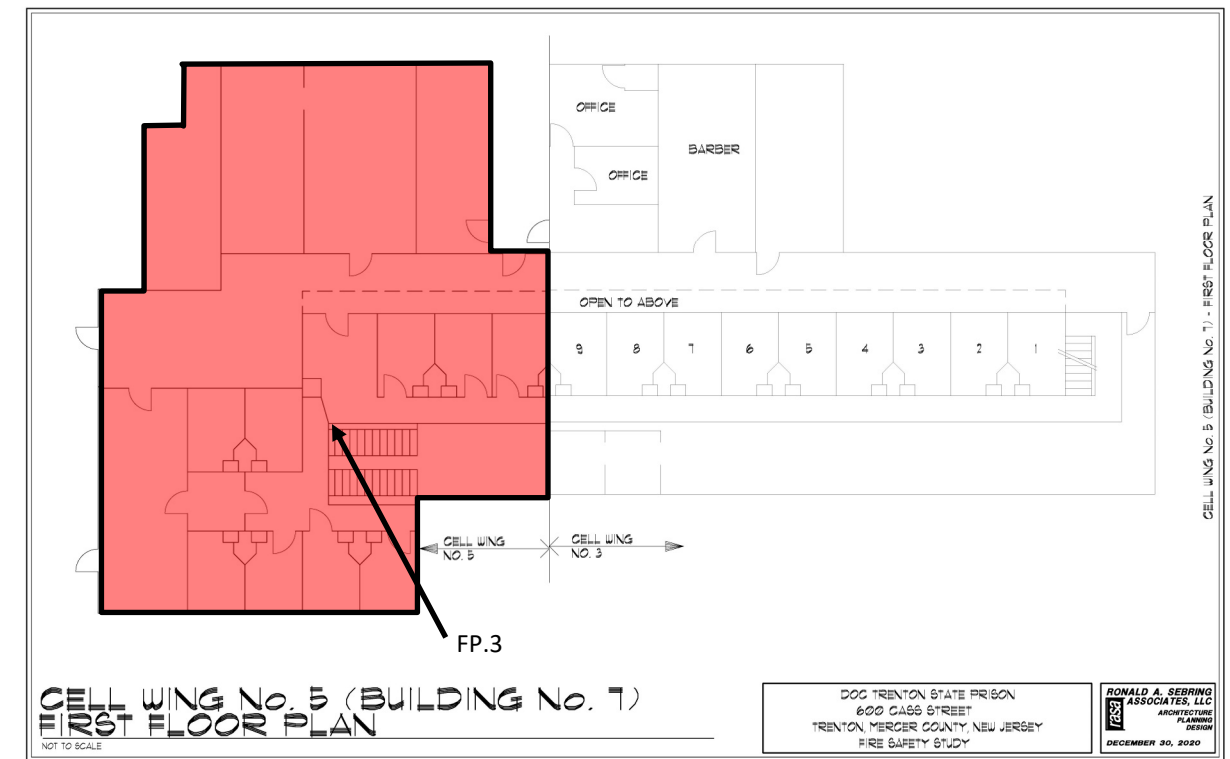 OFFICE
BARBER
OFFICE
OPEN TO ABOVE
9 8 7 6 5 4 3 2 1
CELL WING
NO. 5
CELL WING
NO. 3
FP.3
CELL WING No. 5 (BUILDING No. 7) - FIRST FLOOR PLAN
CELL WING No. 5 (BUILDING No. 7)
FIRST FLOOR PLAN
NOT TO SCALE
DOC TRENTON STATE PRISON
600 CASS STREET
TRENTON, MERCER COUNTY, NEW JERSEY
FIRE SAFETY STUDY
rasa
RONALD A. SEBRING
ASSOCIATES, LLC
ARCHITECTURE
PLANNING
DESIGN
DECEMBER 30, 2020